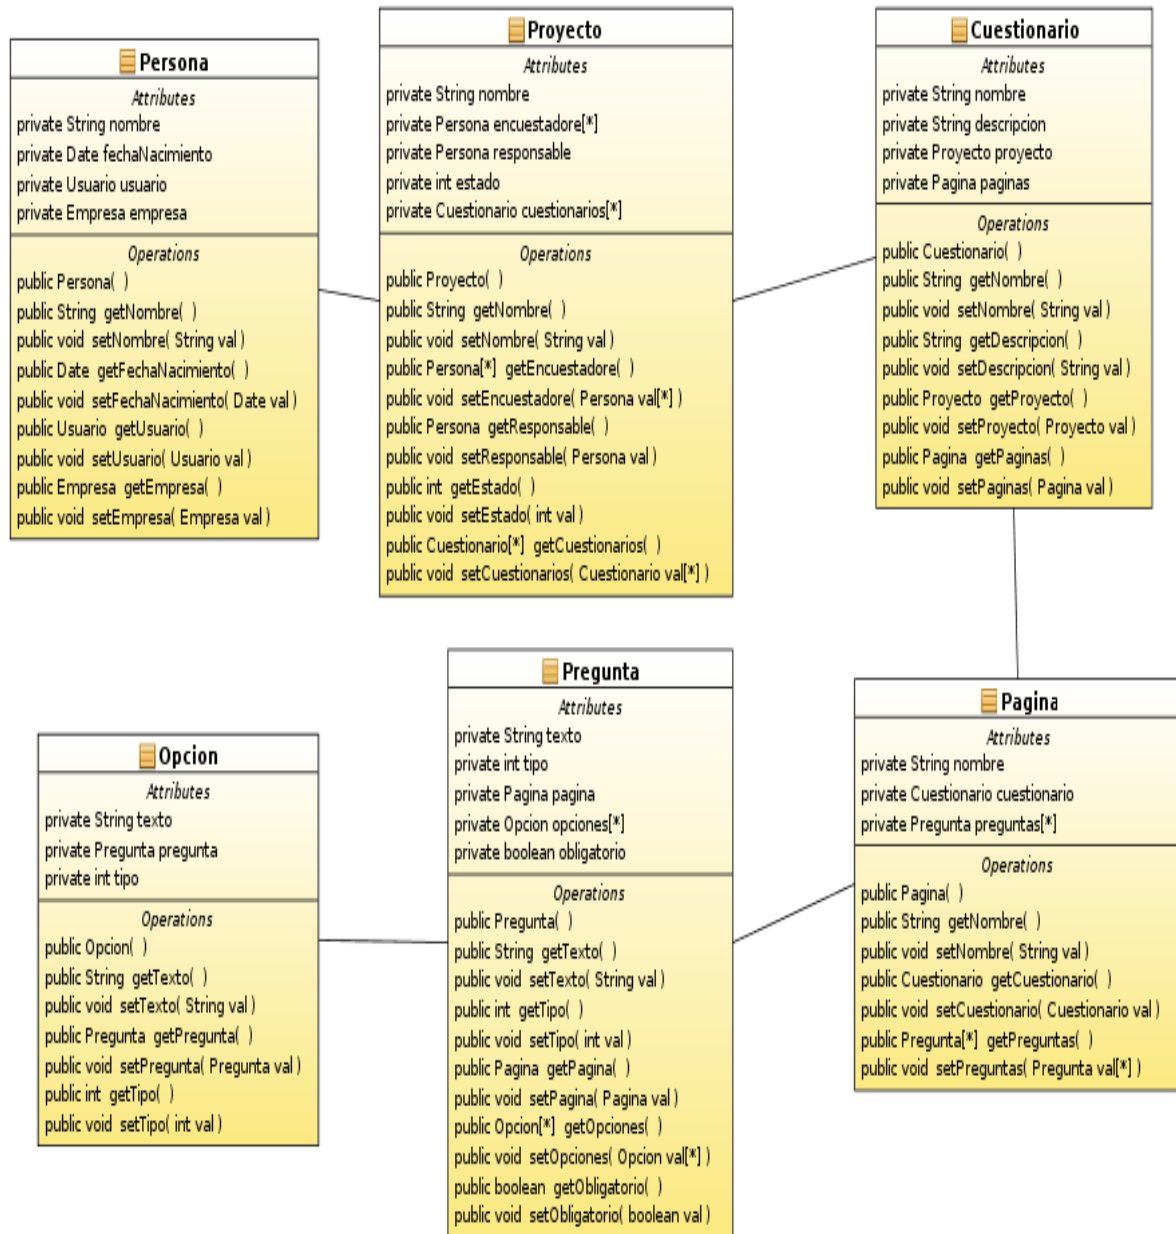 Persona
Attributes
private String nombre
private Date fechaNacimiento
private Usuario usuario
private Empresa empresa
Operations
public Persona( )
public String getNombre( )
public void setNombre( String val )
public Date getFechaNacimiento( )
public void setFechaNacimiento( Date val )
public Usuario getUsuario( )
public void setUsuario( Usuario val )
public Empresa getEmpresa( )
public void setEmpresa( Empresa val )
Proyecto
Attributes
private String nombre
private Persona encuestadore[*]
private Persona responsable
private int estado
private Cuestionario cuestionarios[*]
Operations
public Proyecto( )
public String getNombre( )
public void setNombre( String val )
public Persona[*] getEncuestadore( )
public void setEncuestadore( Persona val[*] )
public Persona getResponsable( )
public void setResponsable( Persona val )
public int getEstado( )
public void setEstado( int val )
public Cuestionario[*] getCuestionarios( )
public void setCuestionarios( Cuestionario val[*] )
Cuestionario
Attributes
private String nombre
private String descripcion
private Proyecto proyecto
private Pagina paginas
Operations
public Cuestionario( )
public String getNombre( )
public void setNombre( String val )
public String getDescripcion( )
public void setDescripcion( String val )
public Proyecto getProyecto( )
public void setProyecto( Proyecto val )
public Pagina getPaginas( )
public void setPaginas( Pagina val )
Opcion
Attributes
private String texto
private Pregunta pregunta
private int tipo
Operations
public Opcion( )
public String getTexto( )
public void setTexto( String val )
public Pregunta getPregunta( )
public void setPregunta( Pregunta val )
public int getTipo( )
public void setTipo( int val )
Pregunta
Attributes
private String texto
private int tipo
private Pagina pagina
private Opcion opciones[*]
private boolean obligatorio
Operations
public Pregunta( )
public String getTexto( )
public void setTexto( String val )
public int getTipo( )
public void setTipo( int val )
public Pagina getPagina( )
public void setPagina( Pagina val )
public Opcion[*] getOpciones( )
public void setOpciones( Opcion val[*] )
public boolean getObligatorio( )
public void setObligatorio( boolean val )
Pagina
Attributes
private String nombre
private Cuestionario cuestionario
private Pregunta preguntas[*]
Operations
public Pagina( )
public String getNombre( )
public void setNombre( String val )
public Cuestionario getCuestionario( )
public void setCuestionario( Cuestionario val )
public Pregunta[*] getPreguntas( )
public void setPreguntas( Pregunta val[*] )